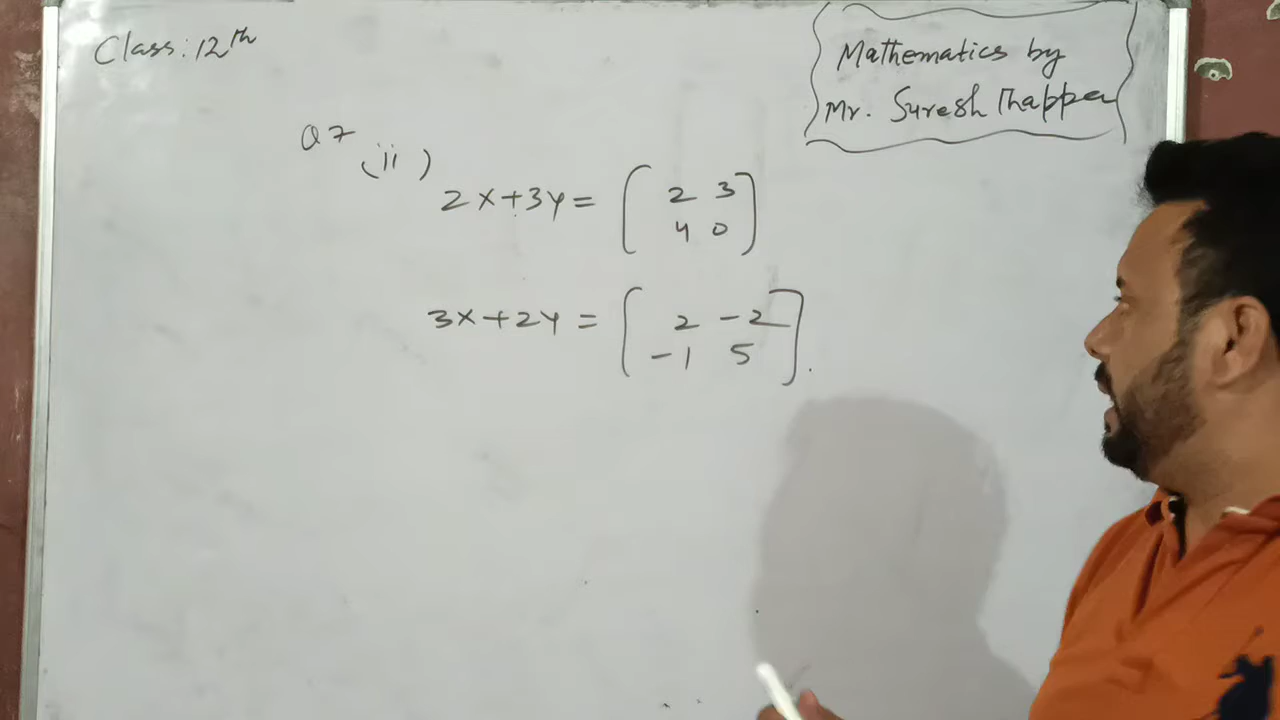 Class: 12th
Mathematics by
Mr. Suresh Thappa
Q7
(ii)
2x+3y= [ 2 3
4 0 ]
3x+2y = [ 2 -2
-1 5 ].